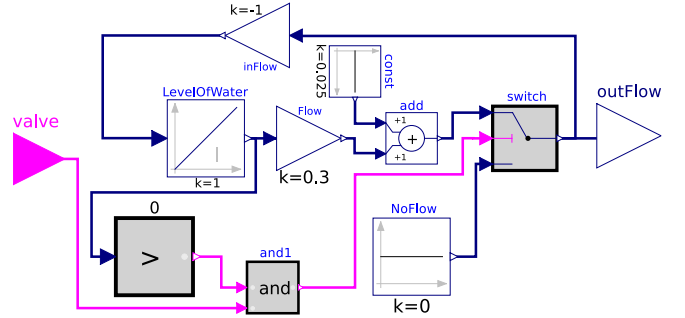 k=-1
inFlow
k=0.025
const
LevelOfWater
k=1
Flow
k=0.3
add
+1
+
+1
switch
outFlow
valve
0
>
and1
and
NoFlow
k=0